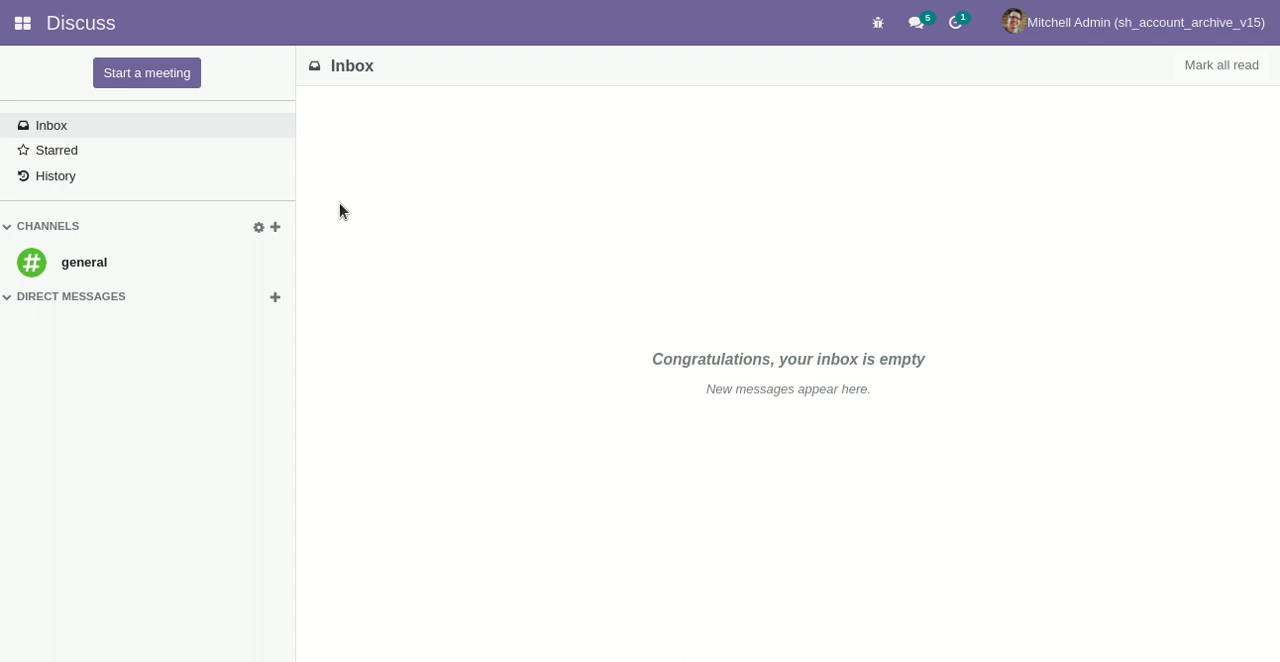 Discuss
5
1
Mitchell Admin (sh_account_archive_v15)
Start a meeting
Inbox
Mark all read
Inbox
Starred
History
CHANNELS
general
DIRECT MESSAGES
Congratulations, your inbox is empty
New messages appear here.